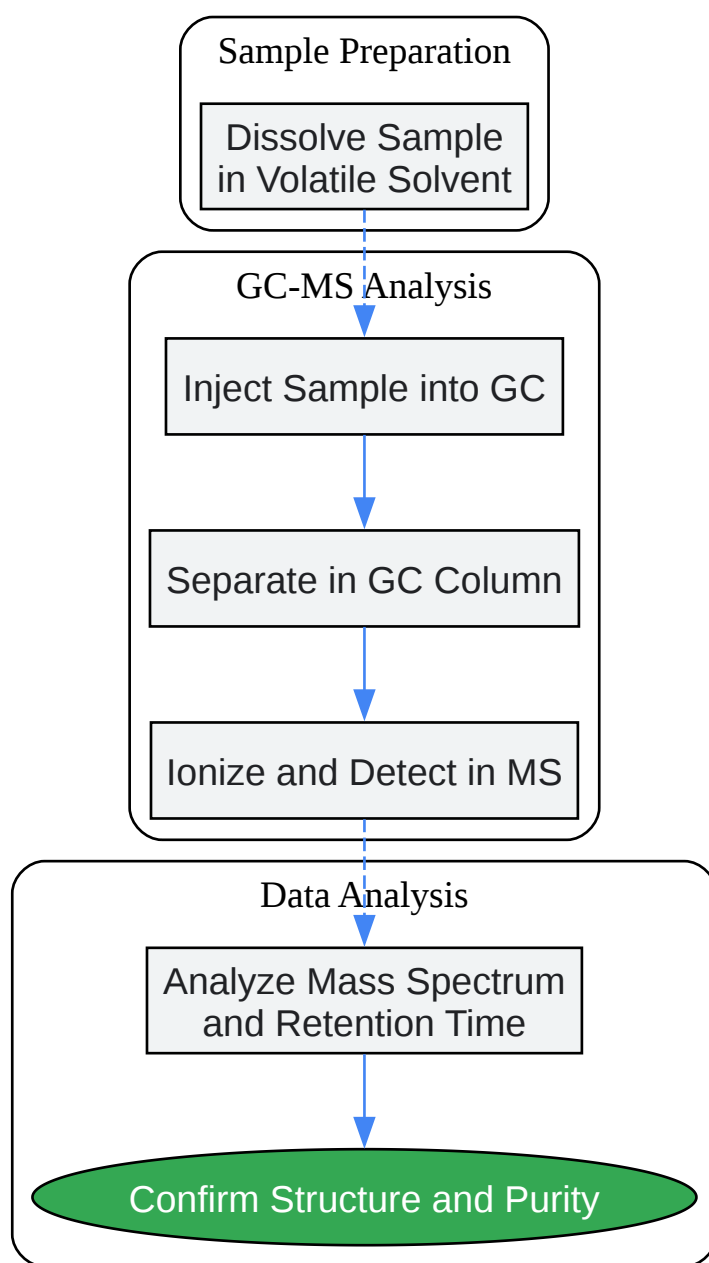 Sample Preparation
Dissolve Sample
in Volatile Solvent
GC-MS Analysis
Inject Sample into GC
Separate in GC Column
Ionize and Detect in MS
Data Analysis
Analyze Mass Spectrum
and Retention Time
Confirm Structure and Purity